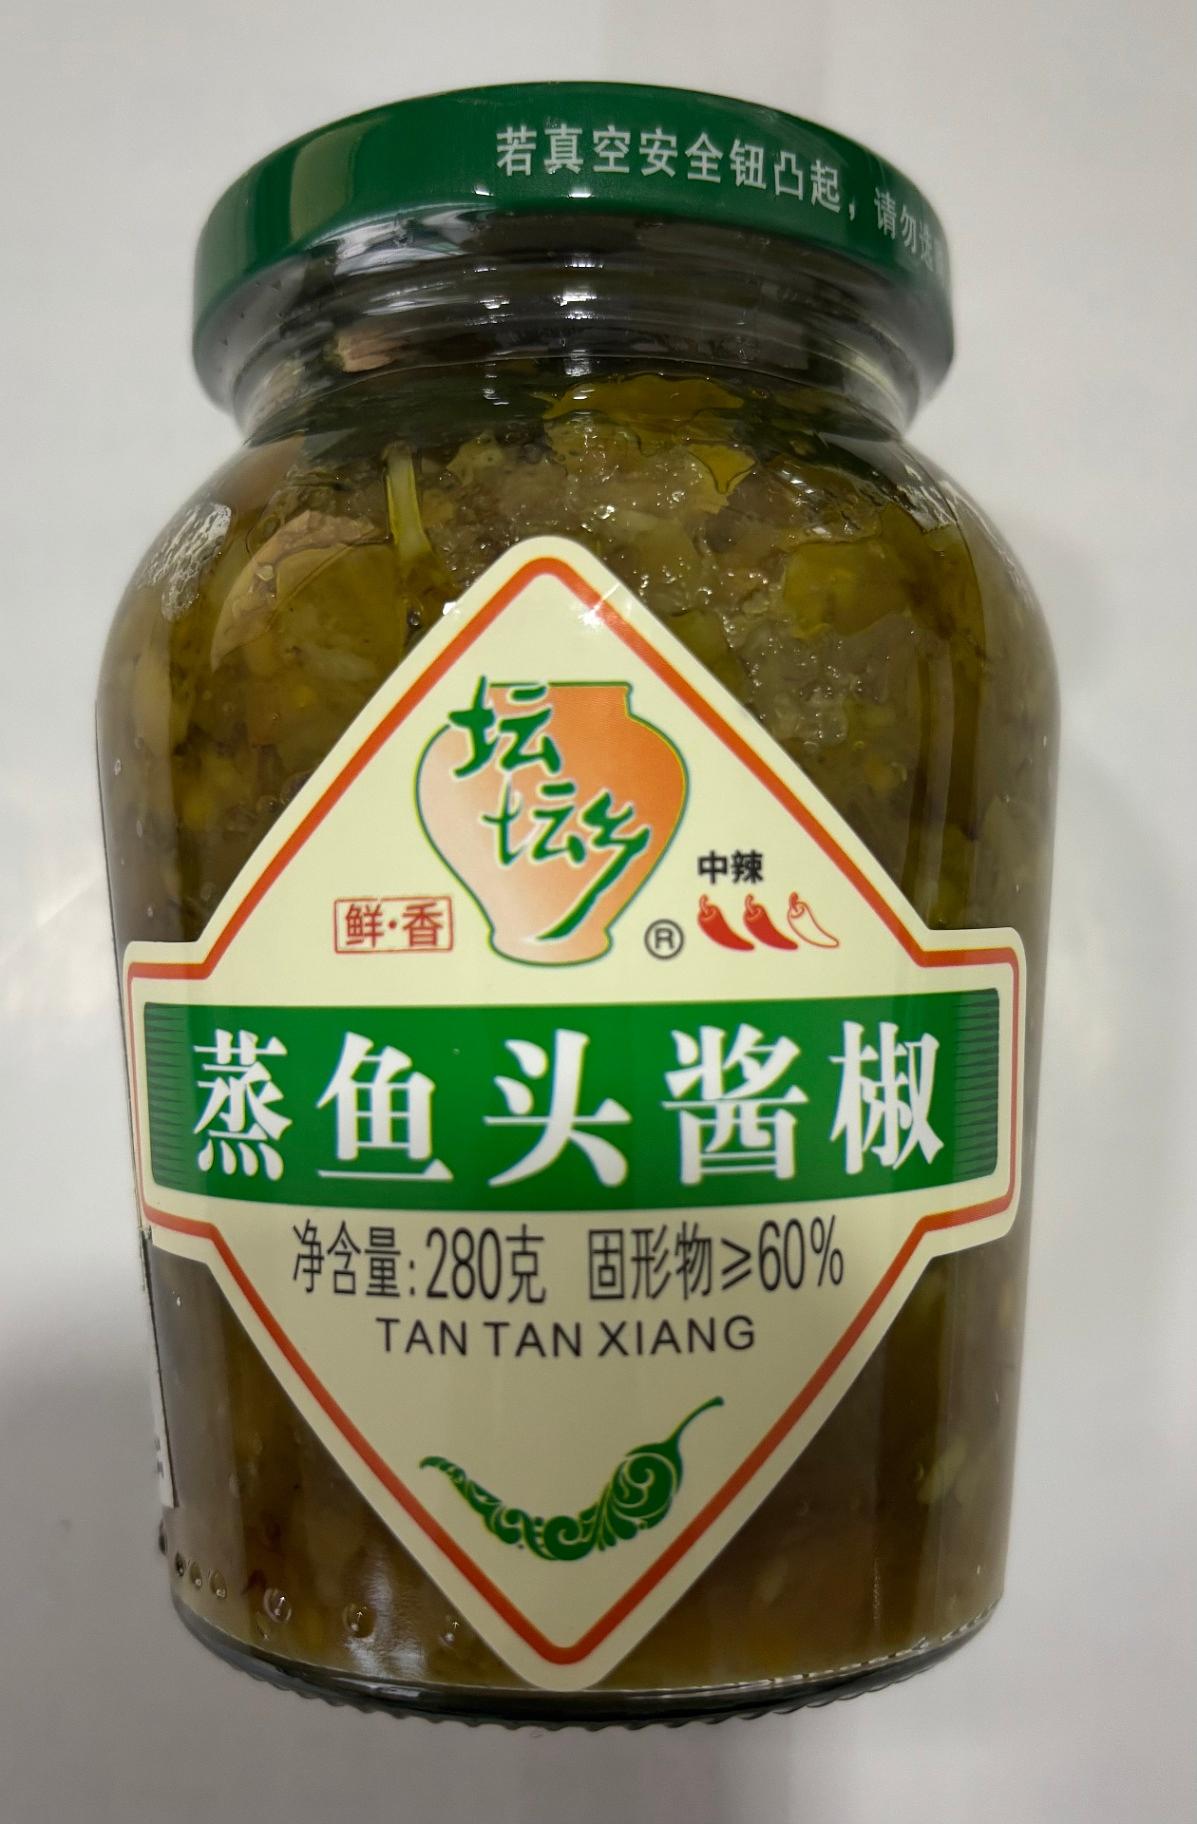 若真空安全钮凸起，请勿选
坛
坛乡
中辣
鲜·香
®
蒸鱼头酱椒
净含量:280克 固形物≥60%
TAN TAN XIANG